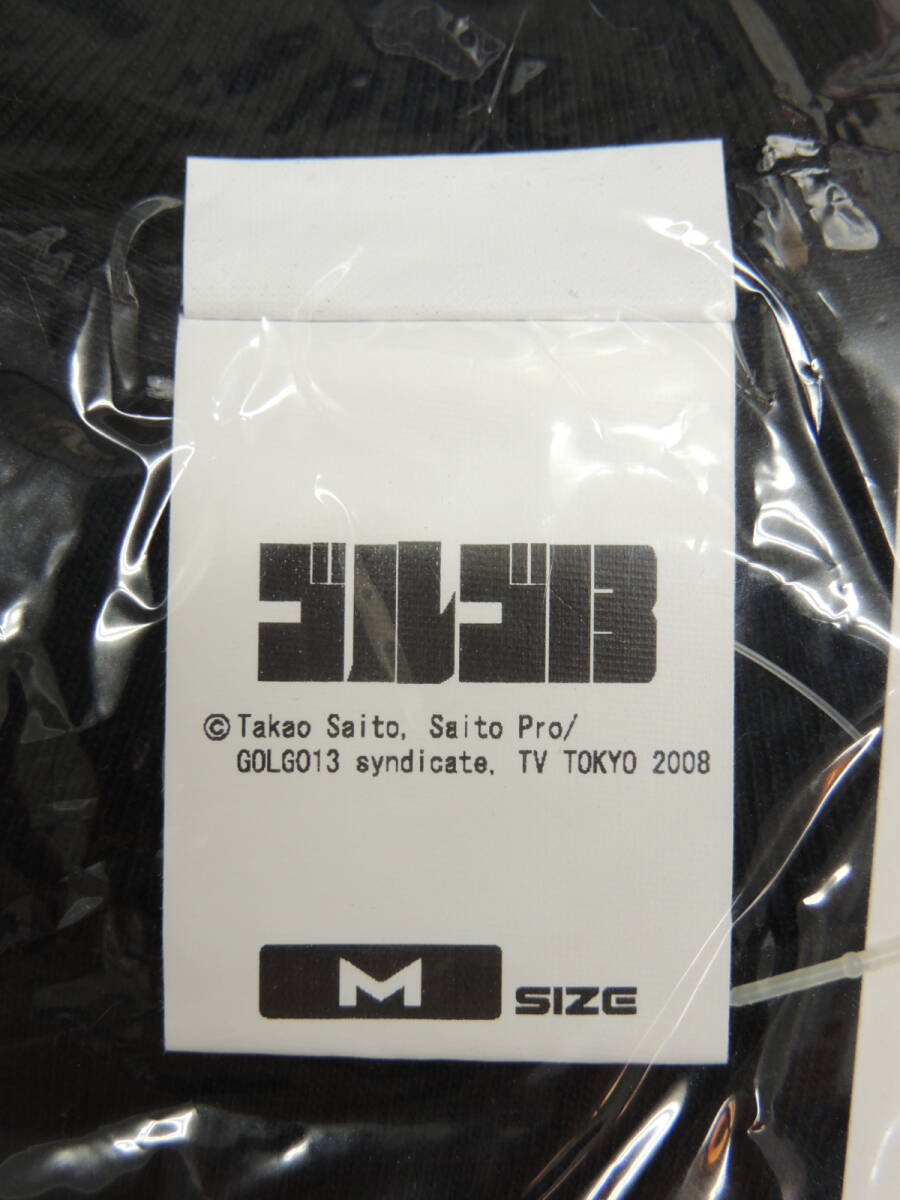 ゴルゴ13
©Takao Saito, Saito Pro/
GOLGO13 syndicate, TV TOKYO 2008
M SIZE